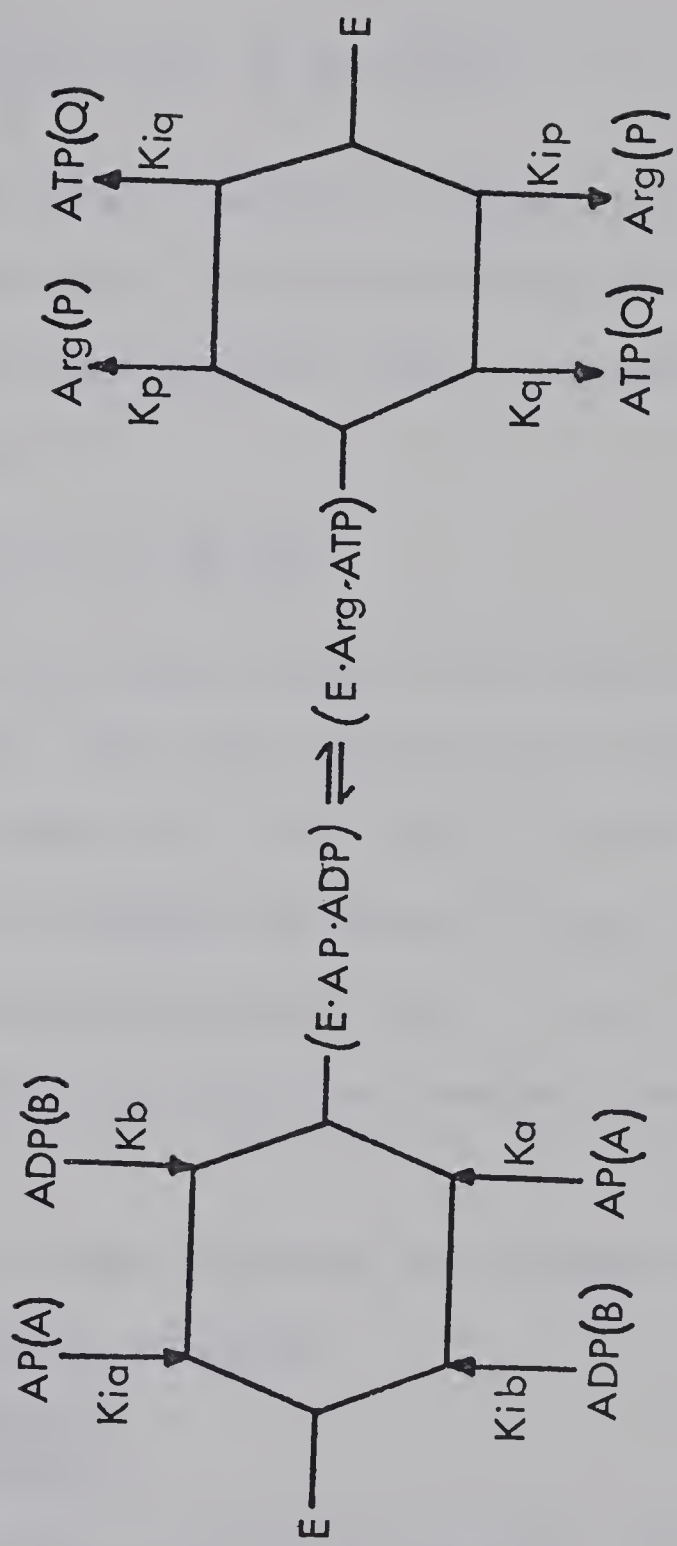 AP(A) ADP(B) Arg(P) ATP(Q)
Kia Kb Kp Kiq
E (E·AP·ADP) ⇌ (E·Arg·ATP) E
Kib Ka Kq Kip
ADP(B) AP(A) ATP(Q) Arg(P)